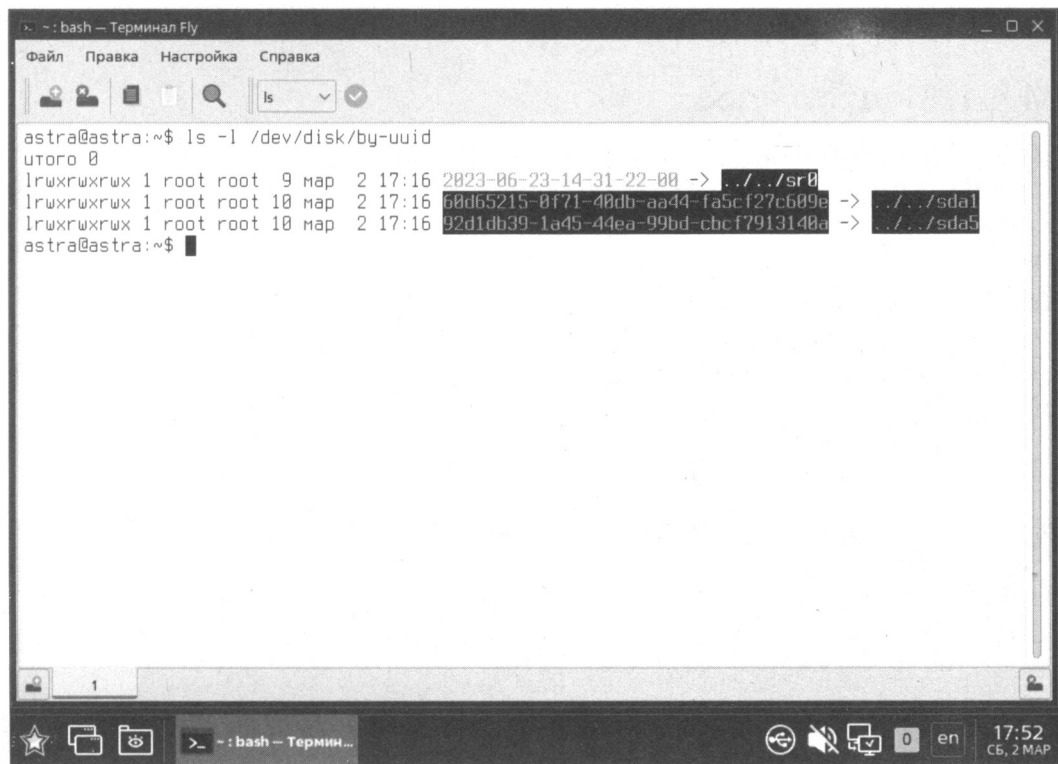 ~ : bash — Терминал Fly
Файл Правка Настройка Справка
ls
astra@astra:~$ ls -l /dev/disk/by-uuid
итого 0
lrwxrwxrwx 1 root root  9 мар  2 17:16 2023-06-23-14-31-22-00 -> ../../sr0
lrwxrwxrwx 1 root root 10 мар  2 17:16 60d65215-0f71-40db-aa44-fa5cf27c609e -> ../../sda1
lrwxrwxrwx 1 root root 10 мар  2 17:16 92d1db39-1a45-44ea-99bd-cbcf7913140a -> ../../sda5
astra@astra:~$
1
~ : bash — Термин...
0 en 17:52
СБ, 2 МАР